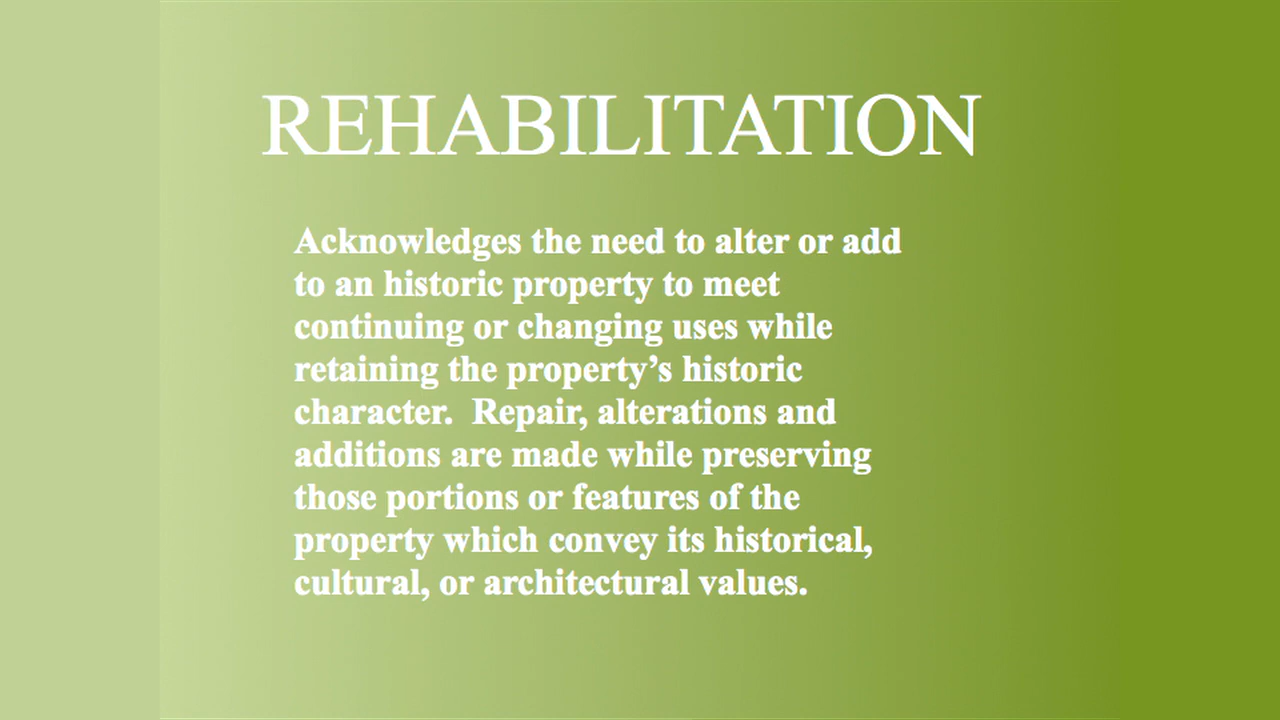 REHABILITATION
Acknowledges the need to alter or add
to an historic property to meet
continuing or changing uses while
retaining the property’s historic
character.  Repair, alterations and
additions are made while preserving
those portions or features of the
property which convey its historical,
cultural, or architectural values.